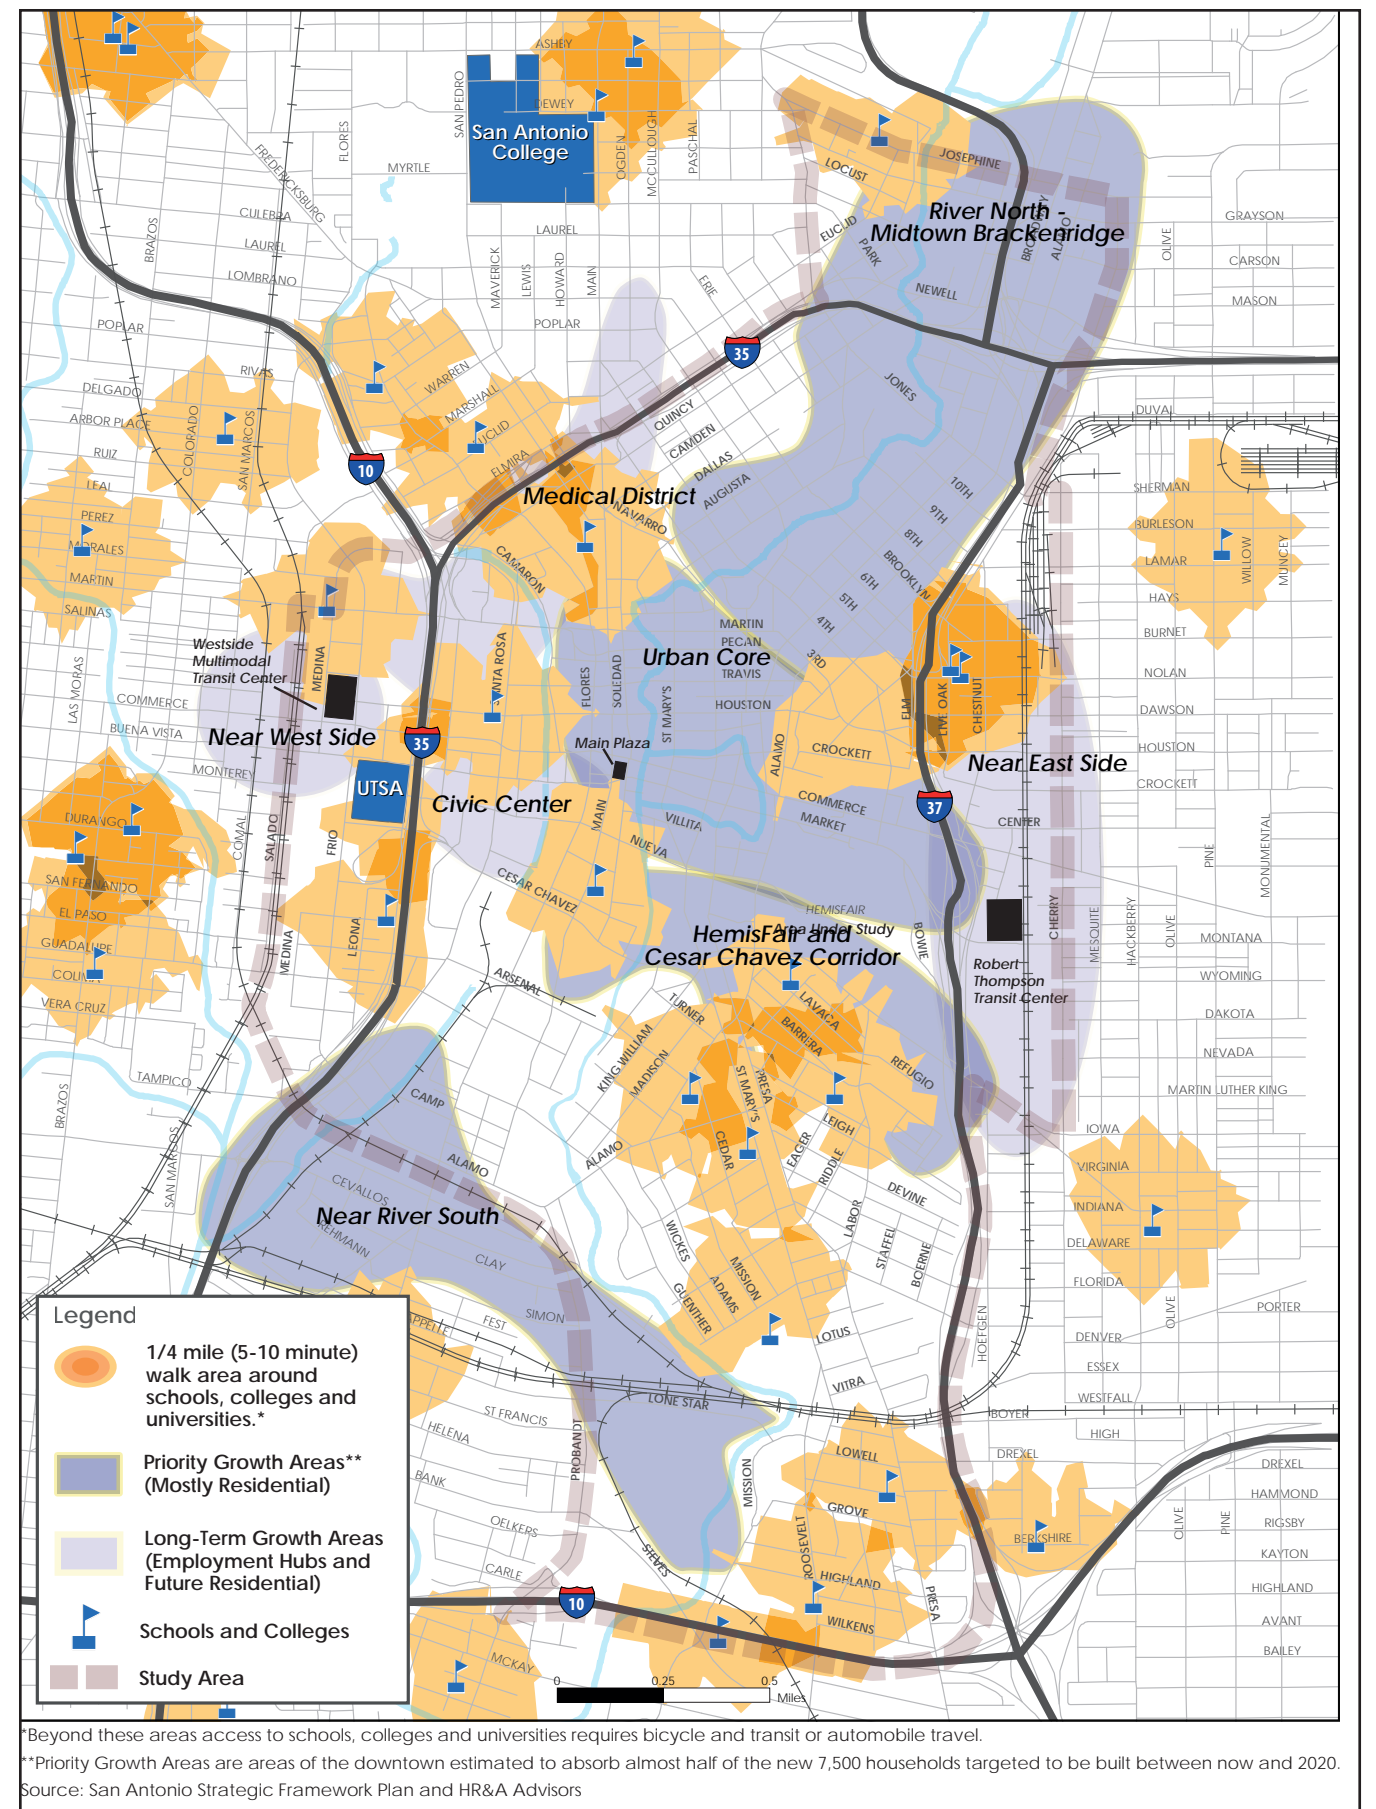 ASHBY
SAN PEDRO
DEWEY
San Antonio
College
OGDEN
MCCULLOUGH
PASCHAL
FLORES
FREDERICKSBURG
MYRTLE
JOSEPHINE
LOCUST
CULEBRA
BRAZOS
LAUREL
LAUREL
LOMBRANO
River North -
Midtown Brackenridge
BROADWAY
ALAMO
EUCLID
PARK
GRAYSON
OLIVE
CARSON
MASON
MAVERICK
LEWIS
HOWARD
MAIN
ERIE
NEWELL
POPLAR
POPLAR
35
RIVAS
WARREN
MARSHALL
EUCLID
DELGADO
ARBOR PLACE
COLORADO
SAN MARCOS
RUIZ
LEAL
PEREZ
MORALES
MARTIN
SALINAS
10
ELMIRA
QUINCY
CAMDEN
DALLAS
AUGUSTA
JONES
DUVAL
Medical District
NAVARRO
10TH
9TH
8TH
BROOKLYN
6TH
5TH
4TH
3RD
SHERMAN
BURLESON
LAMAR
WILLOW
MUNCEY
HAYS
BURNET
NOLAN
DAWSON
HOUSTON
CROCKETT
CAMARON
MARTIN
PECAN
TRAVIS
HOUSTON
Urban Core
Westside
Multimodal
Transit Center
MEDINA
LAS MORAS
COMMERCE
BUENA VISTA
MONTEREY
Near West Side
35
SANTA ROSA
FLORES
SOLEDAD
ST MARY'S
Main Plaza
ALAMO
CROCKETT
ELM
LIVE OAK
CHESTNUT
Near East Side
37
UTSA
Civic Center
MAIN
VILLITA
NUEVA
COMMERCE
MARKET
CENTER
PINE
MONUMENTAL
DURANGO
SAN FERNANDO
EL PASO
GUADALUPE
COLIMA
VERA CRUZ
COMAL
SALADO
FRIO
MEDINA
LEONA
CESAR CHAVEZ
HEMISFAIR
Area Under Study
HemisFair and
Cesar Chavez Corridor
BOWIE
CHERRY
MESQUITE
HACKBERRY
OLIVE
MONTANA
WYOMING
DAKOTA
NEVADA
MARTIN LUTHER KING
Robert
Thompson
Transit Center
ARSENAL
TURNER
LAVACA
BARRERA
REFUGIO
KING WILLIAM
MADISON
PRESA
ST MARY'S
LEIGH
EAGER
RIDDLE
CEDAR
TAMPICO
BRAZOS
SAN MARCOS
CAMP
ALAMO
ALAMO
CEVALLOS
Near River South
REHMANN
CLAY
IOWA
VIRGINIA
INDIANA
DELAWARE
FLORIDA
DEVINE
LABOR
STAFFEL
BOERNE
WICKES
MISSION
ADAMS
GUENTHER
LOTUS
VITRA
HOEFGEN
OLIVE
PORTER
DENVER
ESSEX
WESTFALL
BOYER
HIGH
DREXEL
DREXEL
SIMON
FEST
LONE STAR
ST FRANCIS
HELENA
BANK
OELKERS
CARLE
PROBANDT
MISSION
STEVES
LOWELL
GROVE
ROOSEVELT
HIGHLAND
WILKENS
PRESA
BERKSHIRE
OLIVE
PINE
HAMMOND
RIGSBY
KAYTON
HIGHLAND
AVANT
BAILEY
10
MCKAY
0 0.25 0.5
Miles
Legend
1/4 mile (5-10 minute)
walk area around
schools, colleges and
universities.*
Priority Growth Areas**
(Mostly Residential)
Long-Term Growth Areas
(Employment Hubs and
Future Residential)
Schools and Colleges
Study Area
*Beyond these areas access to schools, colleges and universities requires bicycle and transit or automobile travel.
**Priority Growth Areas are areas of the downtown estimated to absorb almost half of the new 7,500 households targeted to be built between now and 2020.
Source: San Antonio Strategic Framework Plan and HR&A Advisors